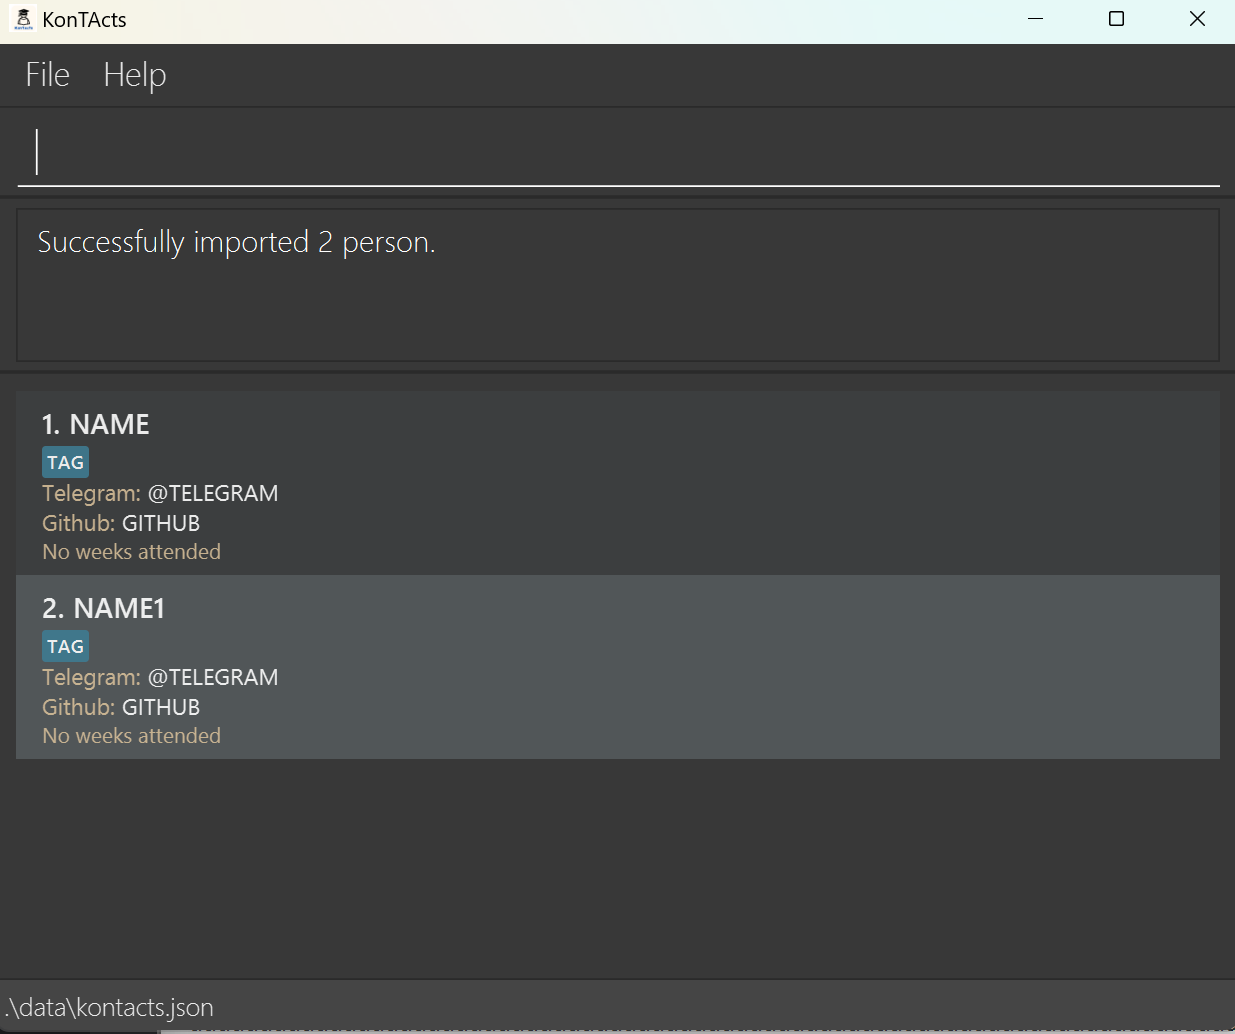 KonTActs
File Help
Successfully imported 2 person.
1. NAME
TAG
Telegram: @TELEGRAM
Github: GITHUB
No weeks attended
2. NAME1
TAG
Telegram: @TELEGRAM
Github: GITHUB
No weeks attended
.\data\kontacts.json